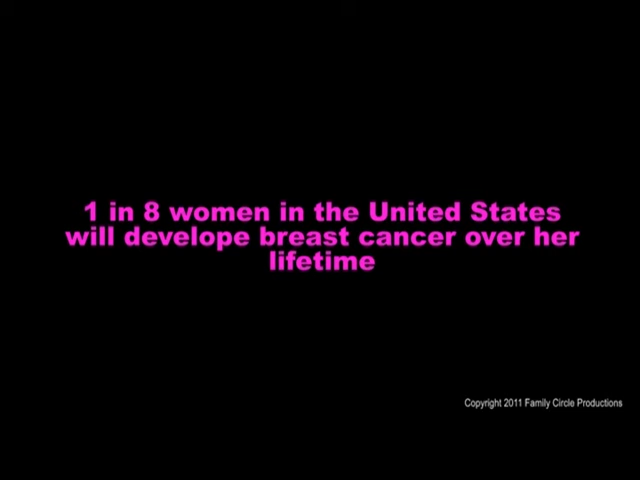 1 in 8 women in the United States
will develope breast cancer over her
lifetime
Copyright 2011 Family Circle Productions